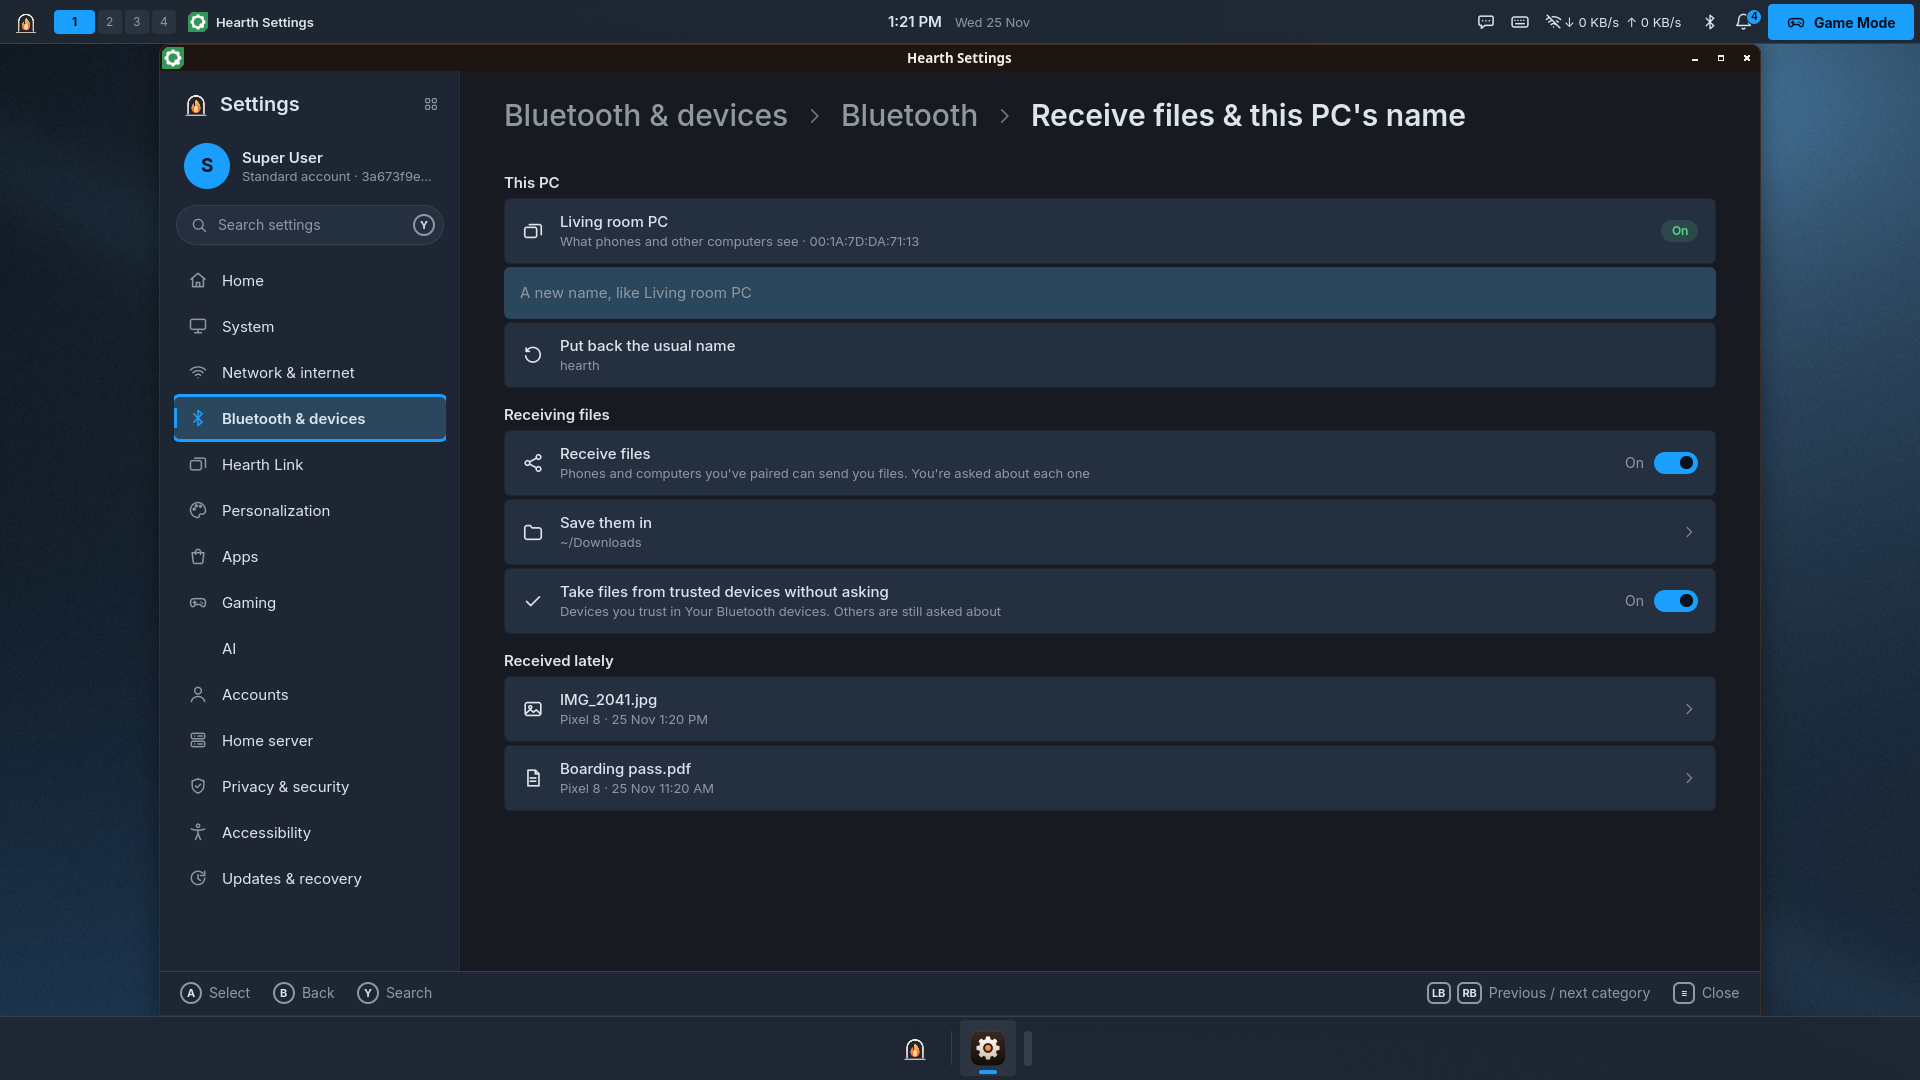 1 2 3 4 Hearth Settings
1:21 PM Wed 25 Nov
↓ 0 KB/s ↑ 0 KB/s
4
Game Mode
Hearth Settings
Settings
S
Super User
Standard account · 3a673f9e...
Search settings Y
Home
System
Network & internet
Bluetooth & devices
Hearth Link
Personalization
Apps
Gaming
AI
Accounts
Home server
Privacy & security
Accessibility
Updates & recovery
Bluetooth & devices > Bluetooth > Receive files & this PC's name
This PC
Living room PC
What phones and other computers see · 00:1A:7D:DA:71:13
On
A new name, like Living room PC
Put back the usual name
hearth
Receiving files
Receive files
Phones and computers you've paired can send you files. You're asked about each one
On
Save them in
~/Downloads
Take files from trusted devices without asking
Devices you trust in Your Bluetooth devices. Others are still asked about
On
Received lately
IMG_2041.jpg
Pixel 8 · 25 Nov 1:20 PM
Boarding pass.pdf
Pixel 8 · 25 Nov 11:20 AM
A Select B Back Y Search
LB RB Previous / next category ≡ Close